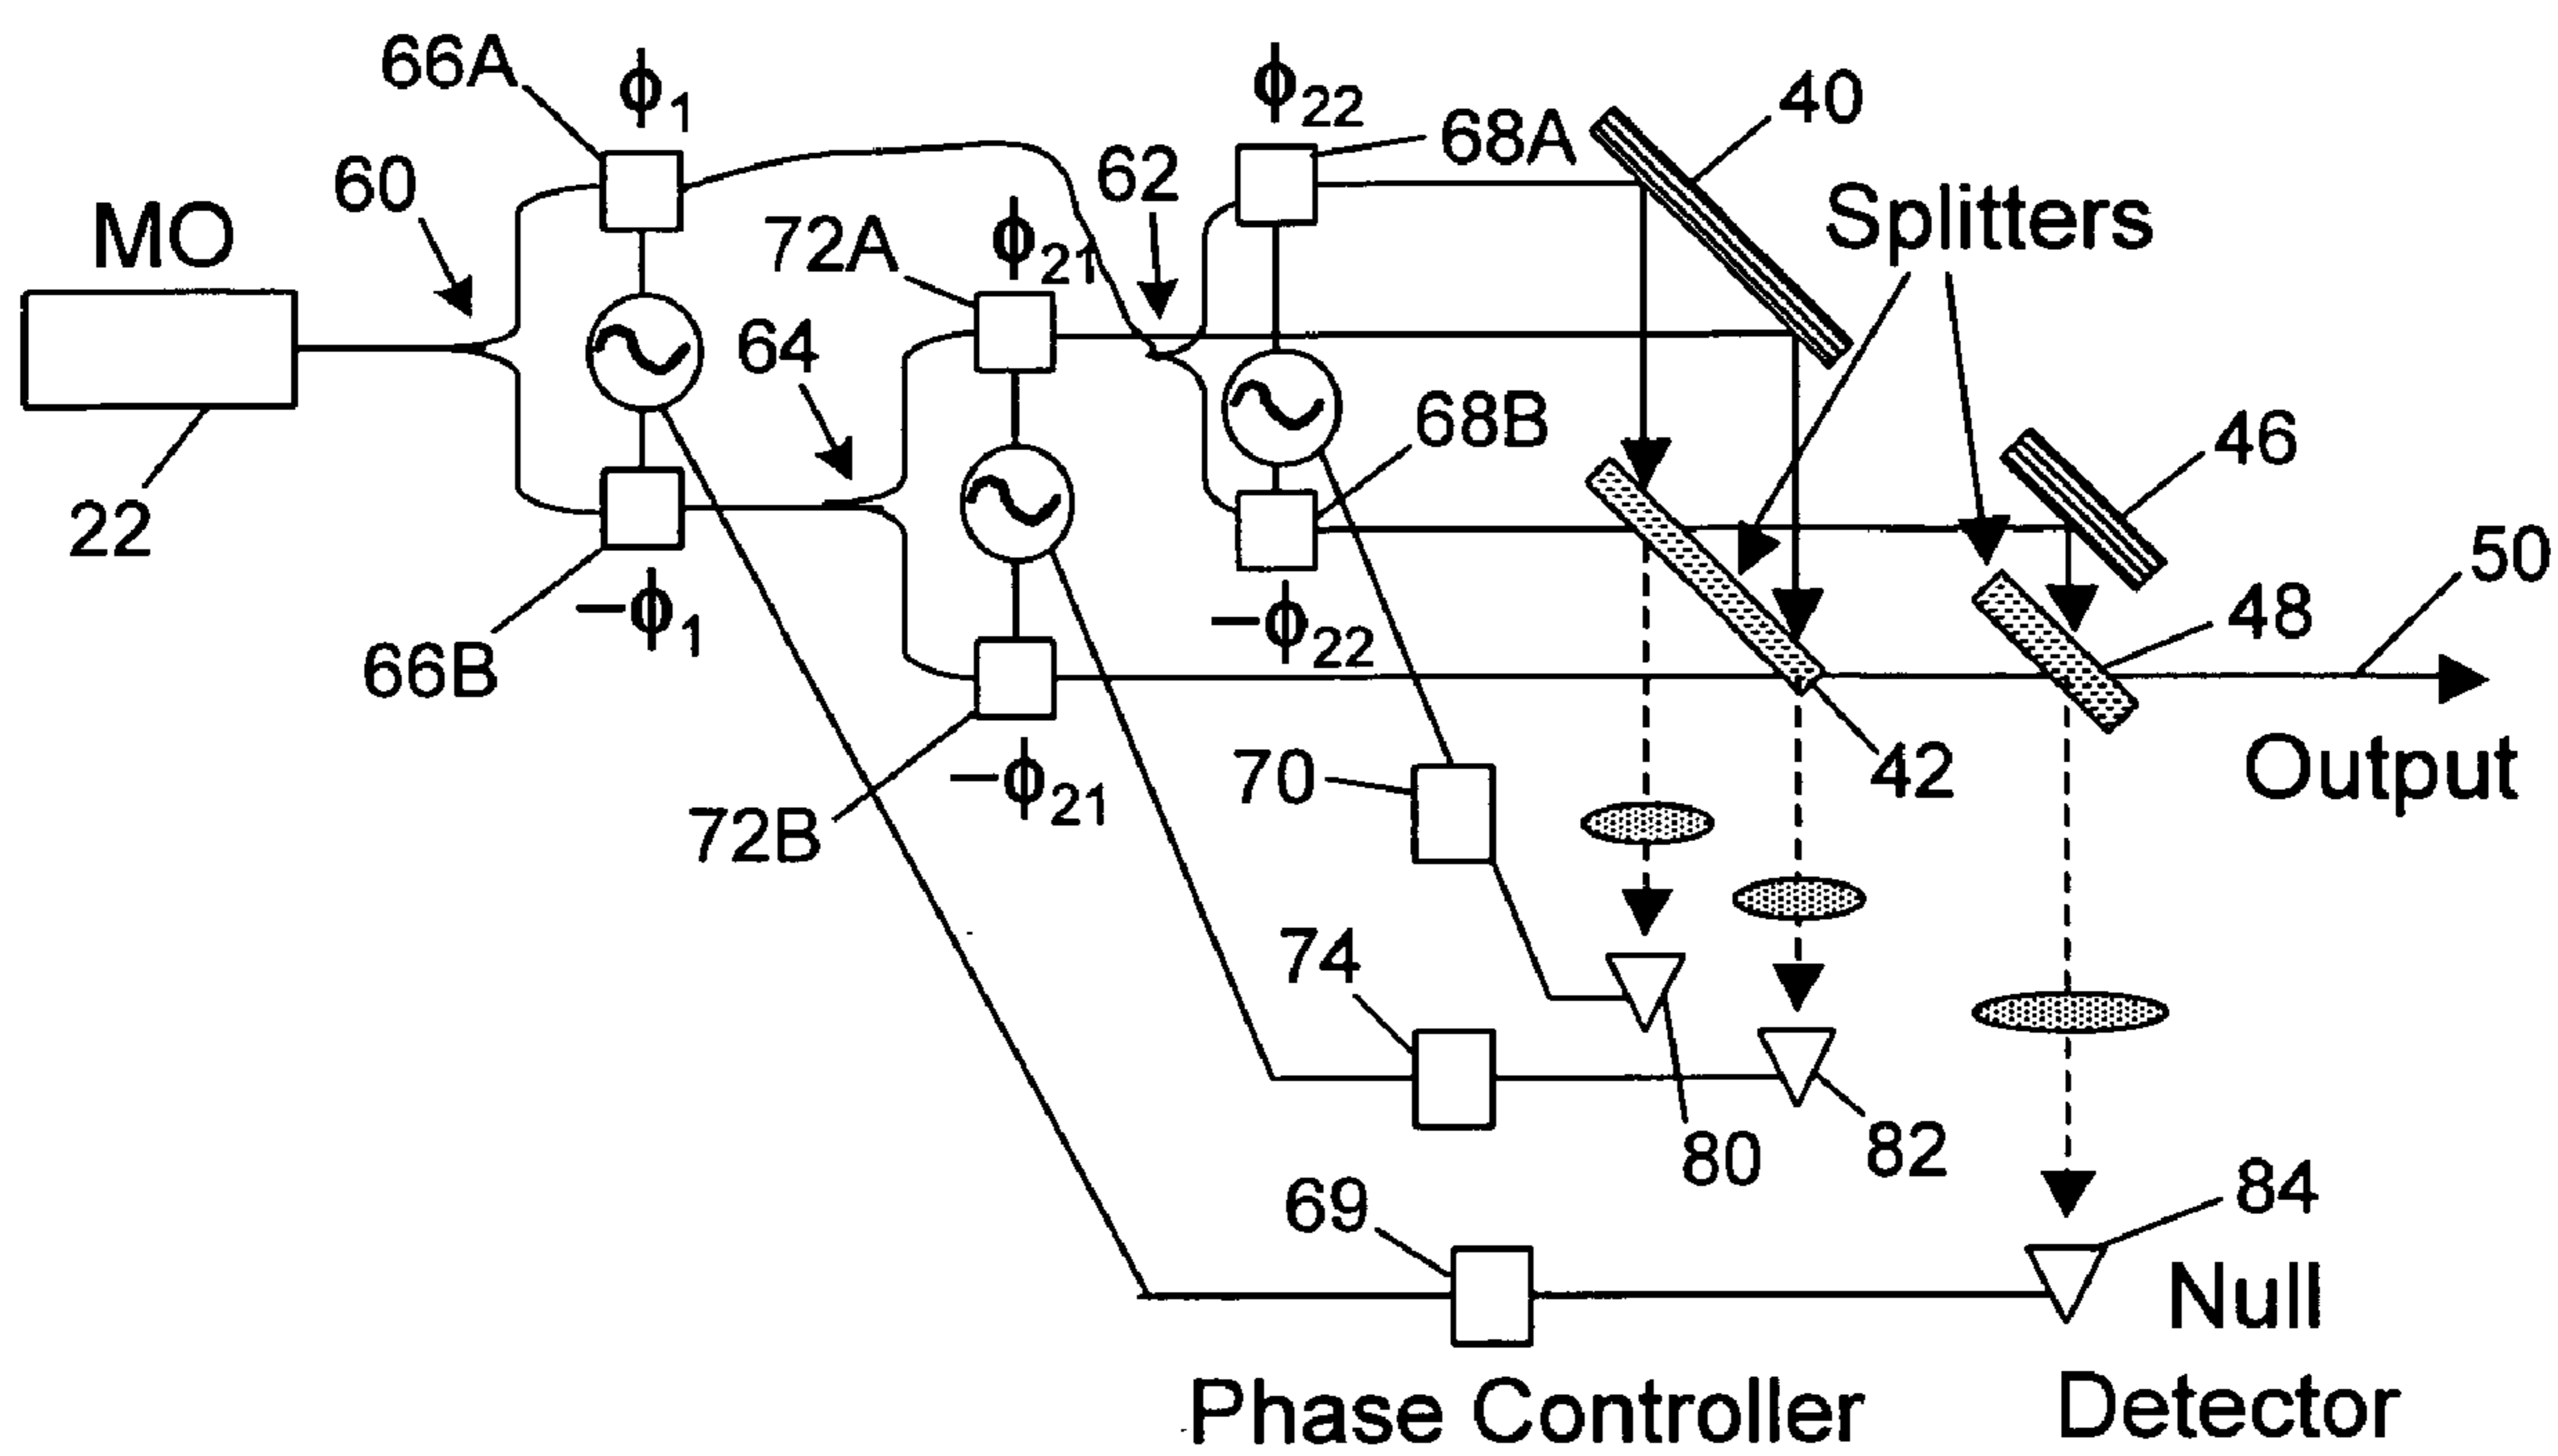 66A
ϕ1
ϕ22
68A
40
60
MO
72A
ϕ21
62
Splitters
64
68B
46
22
50
−ϕ1
−ϕ22
48
66B
Output
−ϕ21
70
42
72B
74
80
82
69
84
Null
Detector
Phase Controller